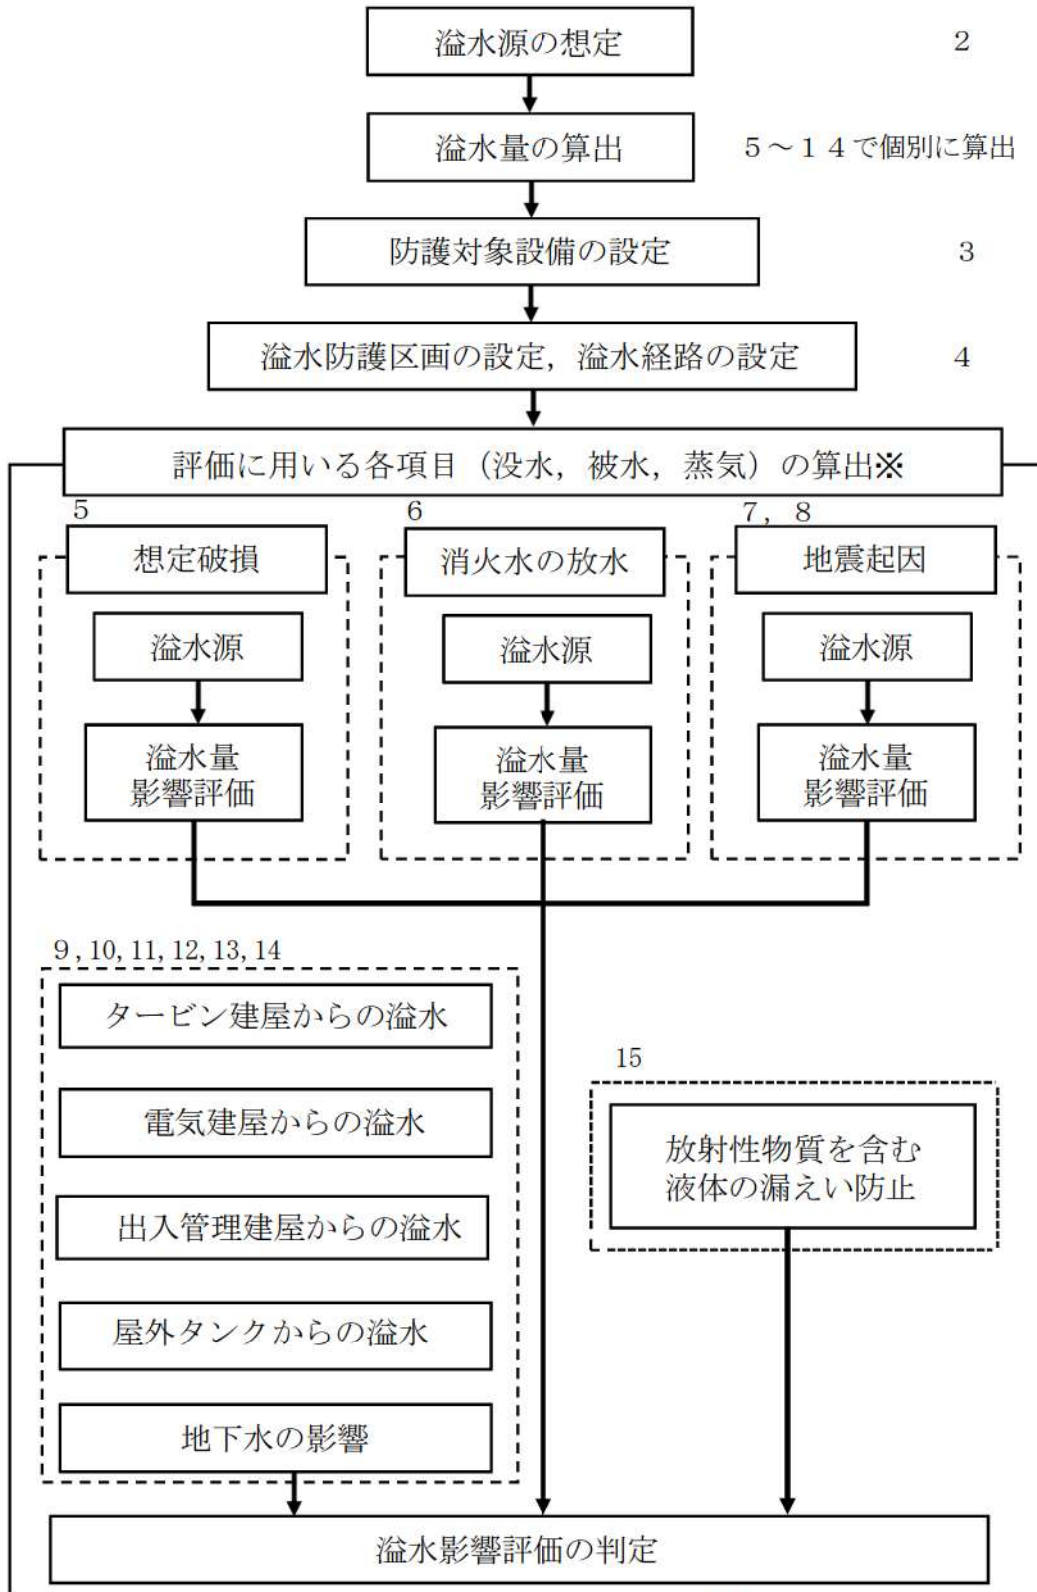 溢水源の想定
2
溢水量の算出
5～14で個別に算出
防護対象設備の設定
3
溢水防護区画の設定，溢水経路の設定
4
評価に用いる各項目（没水，被水，蒸気）の算出※
5
想定破損
溢水源
溢水量
影響評価
6
消火水の放水
溢水源
溢水量
影響評価
7，8
地震起因
溢水源
溢水量
影響評価
9,10,11,12,13,14
タービン建屋からの溢水
電気建屋からの溢水
出入管理建屋からの溢水
屋外タンクからの溢水
地下水の影響
15
放射性物質を含む
液体の漏えい防止
溢水影響評価の判定